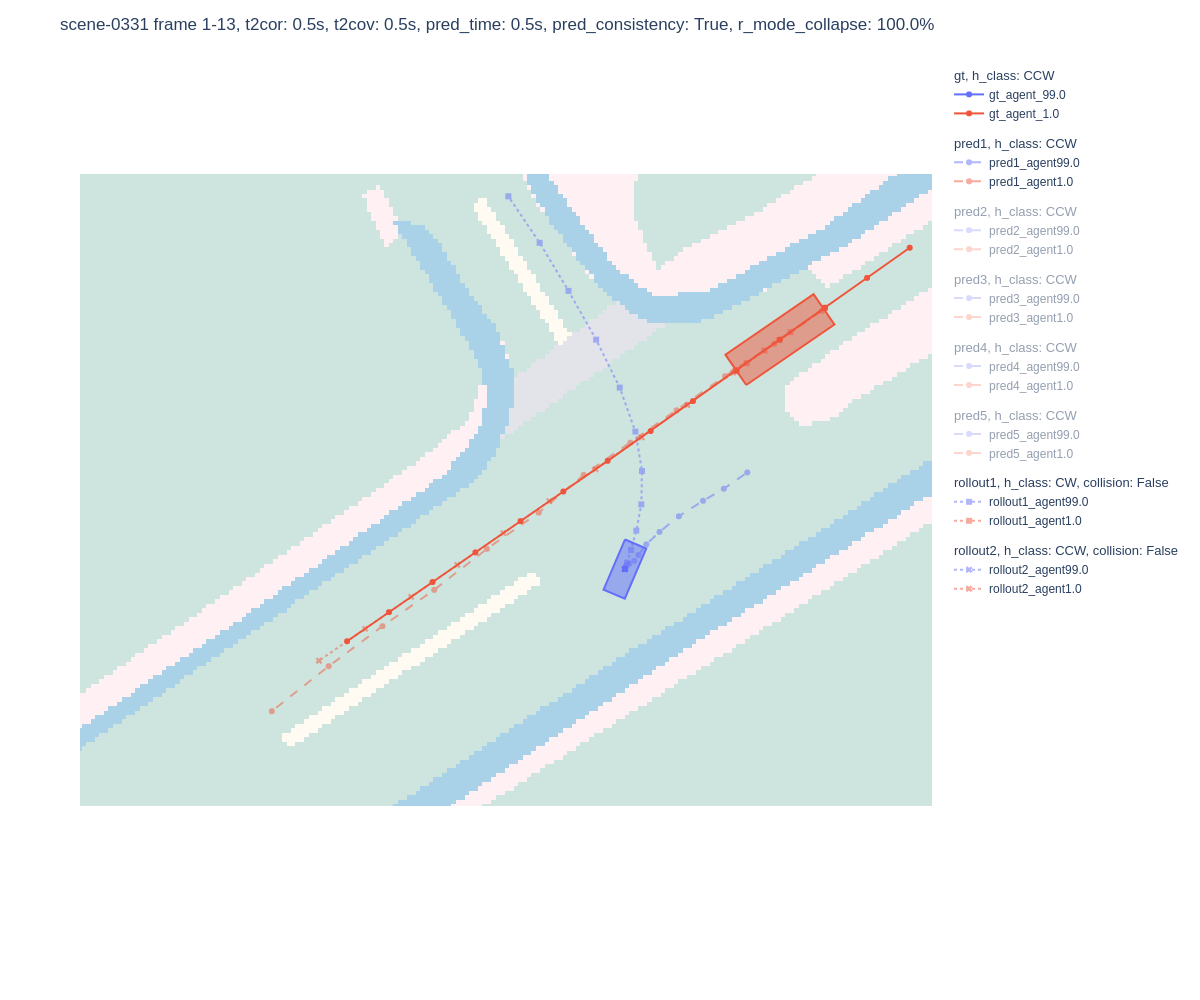 scene-0331 frame 1-13, t2cor: 0.5s, t2cov: 0.5s, pred_time: 0.5s, pred_consistency: True, r_mode_collapse: 100.0%
gt, h_class: CCW
gt_agent_99.0
gt_agent_1.0
pred1, h_class: CCW
pred1_agent99.0
pred1_agent1.0
pred2, h_class: CCW
pred2_agent99.0
pred2_agent1.0
pred3, h_class: CCW
pred3_agent99.0
pred3_agent1.0
pred4, h_class: CCW
pred4_agent99.0
pred4_agent1.0
pred5, h_class: CCW
pred5_agent99.0
pred5_agent1.0
rollout1, h_class: CW, collision: False
rollout1_agent99.0
rollout1_agent1.0
rollout2, h_class: CCW, collision: False
rollout2_agent99.0
rollout2_agent1.0